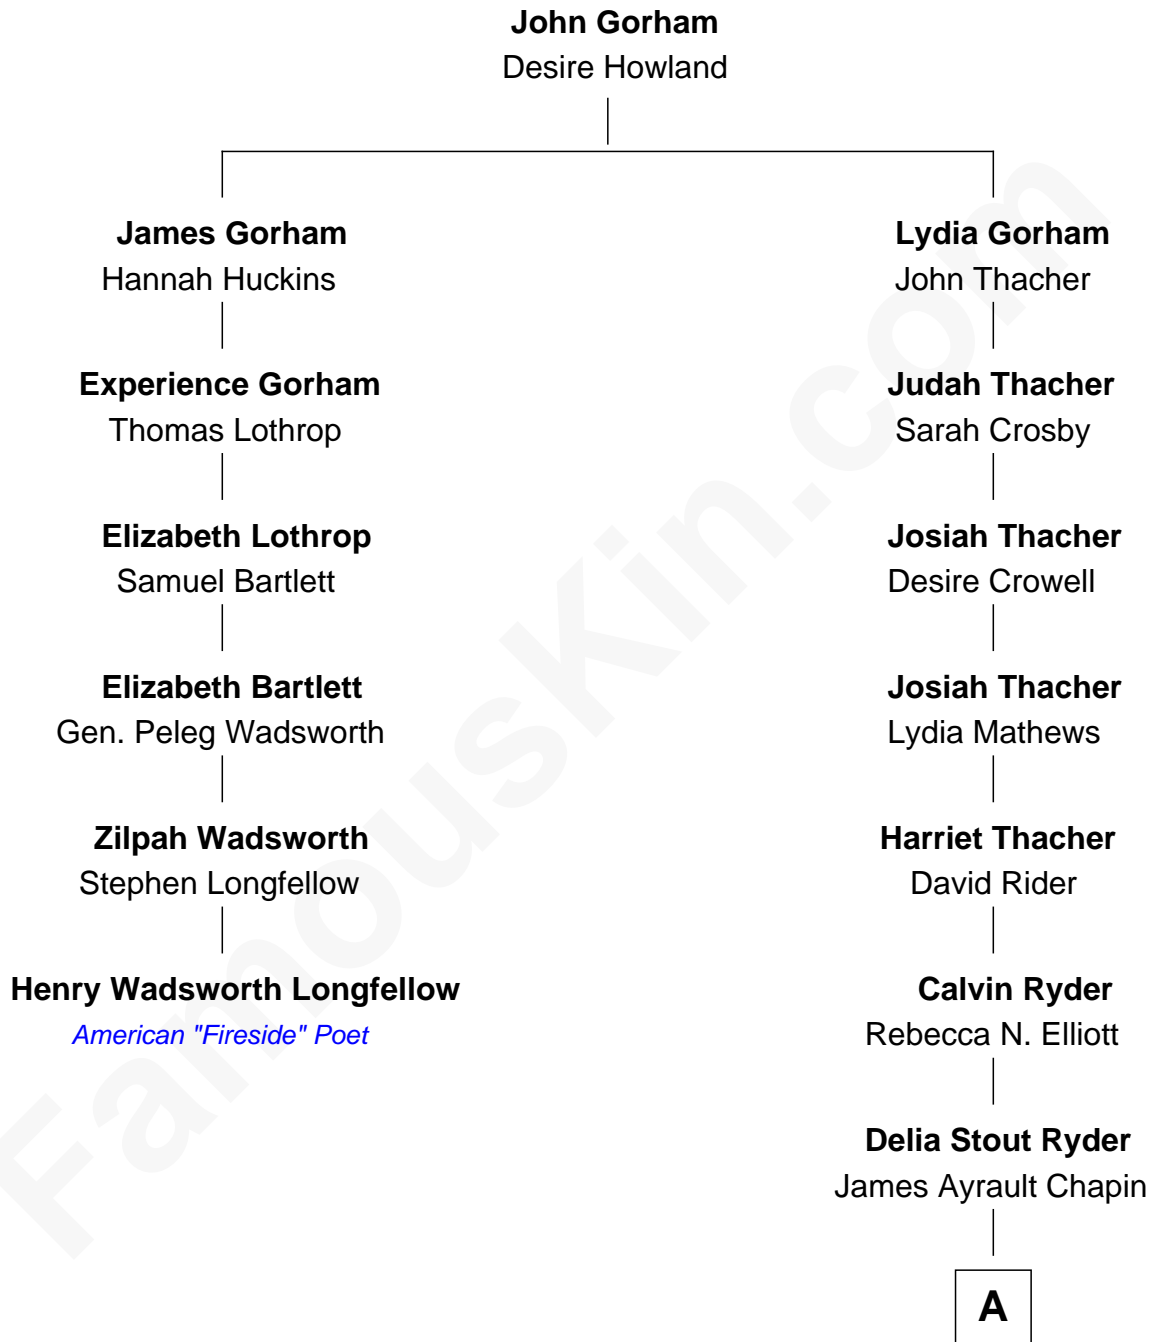 John Gorham
Desire Howland
James Gorham
Hannah Huckins
Lydia Gorham
John Thacher
Experience Gorham
Thomas Lothrop
Judah Thacher
Sarah Crosby
Elizabeth Lothrop
Samuel Bartlett
Josiah Thacher
Desire Crowell
Elizabeth Bartlett
Gen. Peleg Wadsworth
Josiah Thacher
Lydia Mathews
Zilpah Wadsworth
Stephen Longfellow
Harriet Thacher
David Rider
Henry Wadsworth Longfellow
American "Fireside" Poet
Calvin Ryder
Rebecca N. Elliott
Delia Stout Ryder
James Ayrault Chapin
A
FamousKin.com